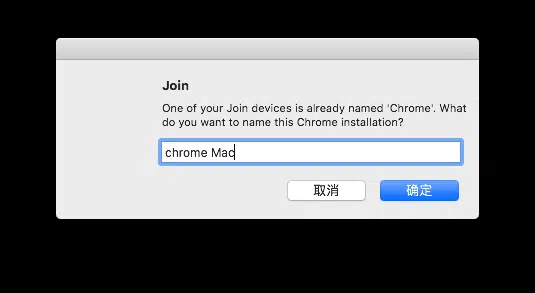 Join
One of your Join devices is already named 'Chrome'. What
do you want to name this Chrome installation?
chrome Mac
取消
确定